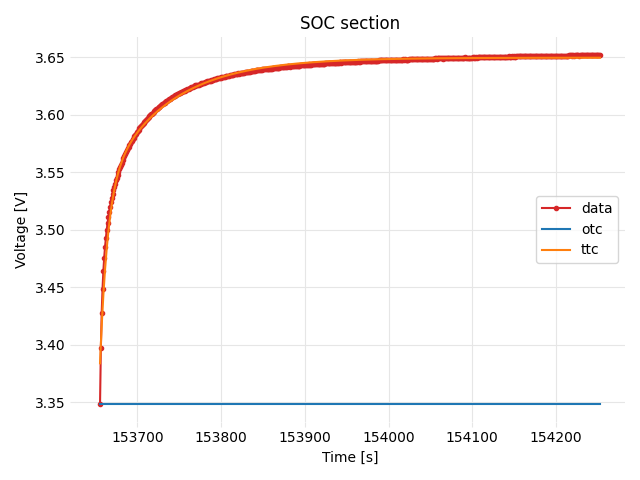 SOC section
Voltage [V]
3.65
3.60
3.55
3.50
3.45
3.40
3.35
data
otc
ttc
153700 153800 153900 154000 154100 154200
Time [s]